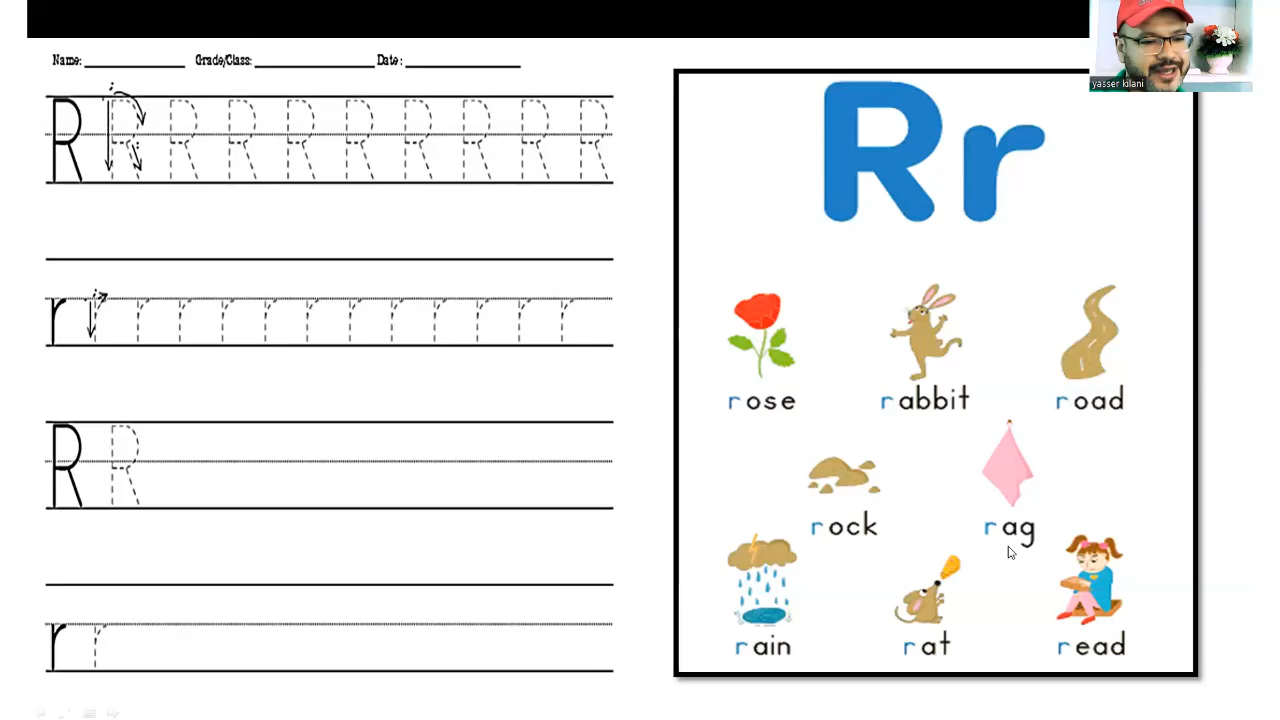 yasser kilani
Name: Grade/Class: Date :
R R R R R R R R R R
r r r r r r r r r r r r r
R R
r r
Rr
rose rabbit road
rock rag
rain rat read